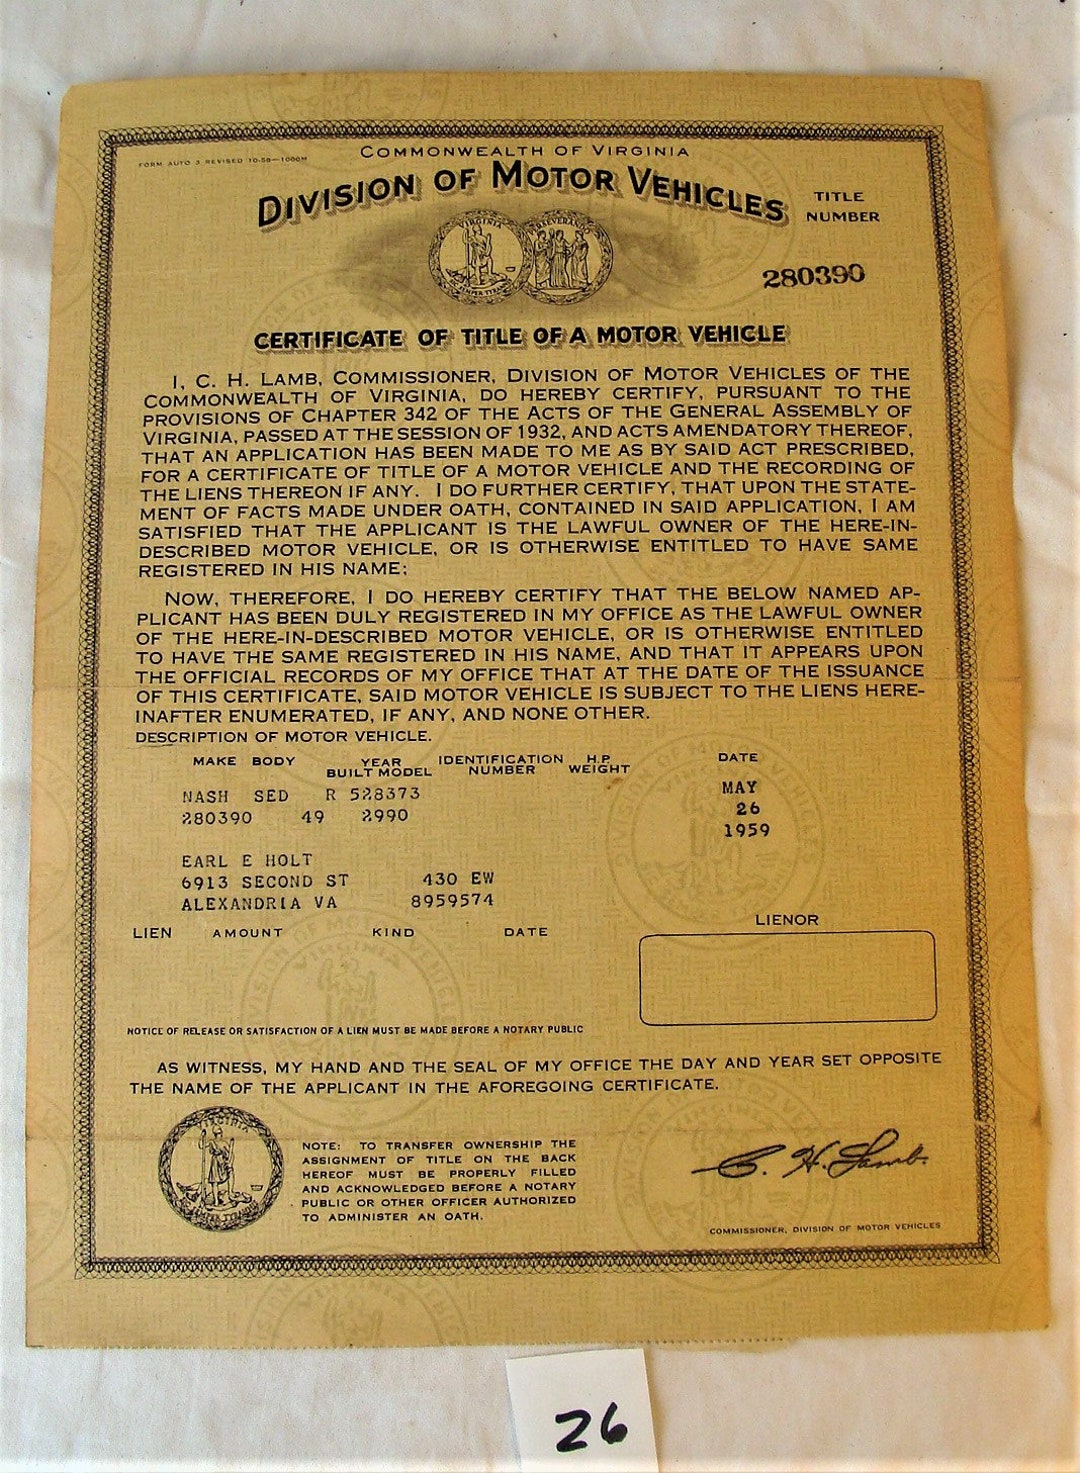 FORM AUTO 3 REVISED 10-58—1000M
COMMONWEALTH OF VIRGINIA
DIVISION OF MOTOR VEHICLES
TITLE
NUMBER
VIRGINIA
PERSEVERANDO
280390
CERTIFICATE OF TITLE OF A MOTOR VEHICLE
I, C. H. LAMB, COMMISSIONER, DIVISION OF MOTOR VEHICLES OF THE
COMMONWEALTH OF VIRGINIA, DO HEREBY CERTIFY, PURSUANT TO THE
PROVISIONS OF CHAPTER 342 OF THE ACTS OF THE GENERAL ASSEMBLY OF
VIRGINIA, PASSED AT THE SESSION OF 1932, AND ACTS AMENDATORY THEREOF,
THAT AN APPLICATION HAS BEEN MADE TO ME AS BY SAID ACT PRESCRIBED,
FOR A CERTIFICATE OF TITLE OF A MOTOR VEHICLE AND THE RECORDING OF
THE LIENS THEREON IF ANY. I DO FURTHER CERTIFY, THAT UPON THE STATE-
MENT OF FACTS MADE UNDER OATH, CONTAINED IN SAID APPLICATION, I AM
SATISFIED THAT THE APPLICANT IS THE LAWFUL OWNER OF THE HERE-IN-
DESCRIBED MOTOR VEHICLE, OR IS OTHERWISE ENTITLED TO HAVE SAME
REGISTERED IN HIS NAME;
NOW, THEREFORE, I DO HEREBY CERTIFY THAT THE BELOW NAMED AP-
PLICANT HAS BEEN DULY REGISTERED IN MY OFFICE AS THE LAWFUL OWNER
OF THE HERE-IN-DESCRIBED MOTOR VEHICLE, OR IS OTHERWISE ENTITLED
TO HAVE THE SAME REGISTERED IN HIS NAME, AND THAT IT APPEARS UPON
THE OFFICIAL RECORDS OF MY OFFICE THAT AT THE DATE OF THE ISSUANCE
OF THIS CERTIFICATE, SAID MOTOR VEHICLE IS SUBJECT TO THE LIENS HERE-
INAFTER ENUMERATED, IF ANY, AND NONE OTHER.
DESCRIPTION OF MOTOR VEHICLE.
MAKE BODY YEAR IDENTIFICATION H.P. DATE
BUILT MODEL NUMBER WEIGHT
NASH SED R 528373 MAY
280390 49 2990 26
1959
EARL E HOLT
6913 SECOND ST 430 EW
ALEXANDRIA VA 8959574
LIENOR
LIEN AMOUNT KIND DATE
NOTICE OF RELEASE OR SATISFACTION OF A LIEN MUST BE MADE BEFORE A NOTARY PUBLIC
AS WITNESS, MY HAND AND THE SEAL OF MY OFFICE THE DAY AND YEAR SET OPPOSITE
THE NAME OF THE APPLICANT IN THE AFOREGOING CERTIFICATE.
VIRGINIA
NOTE: TO TRANSFER OWNERSHIP THE
ASSIGNMENT OF TITLE ON THE BACK
HEREOF MUST BE PROPERLY FILLED
AND ACKNOWLEDGED BEFORE A NOTARY
PUBLIC OR OTHER OFFICER AUTHORIZED
TO ADMINISTER AN OATH.
C. H. Lamb.
COMMISSIONER, DIVISION OF MOTOR VEHICLES
26